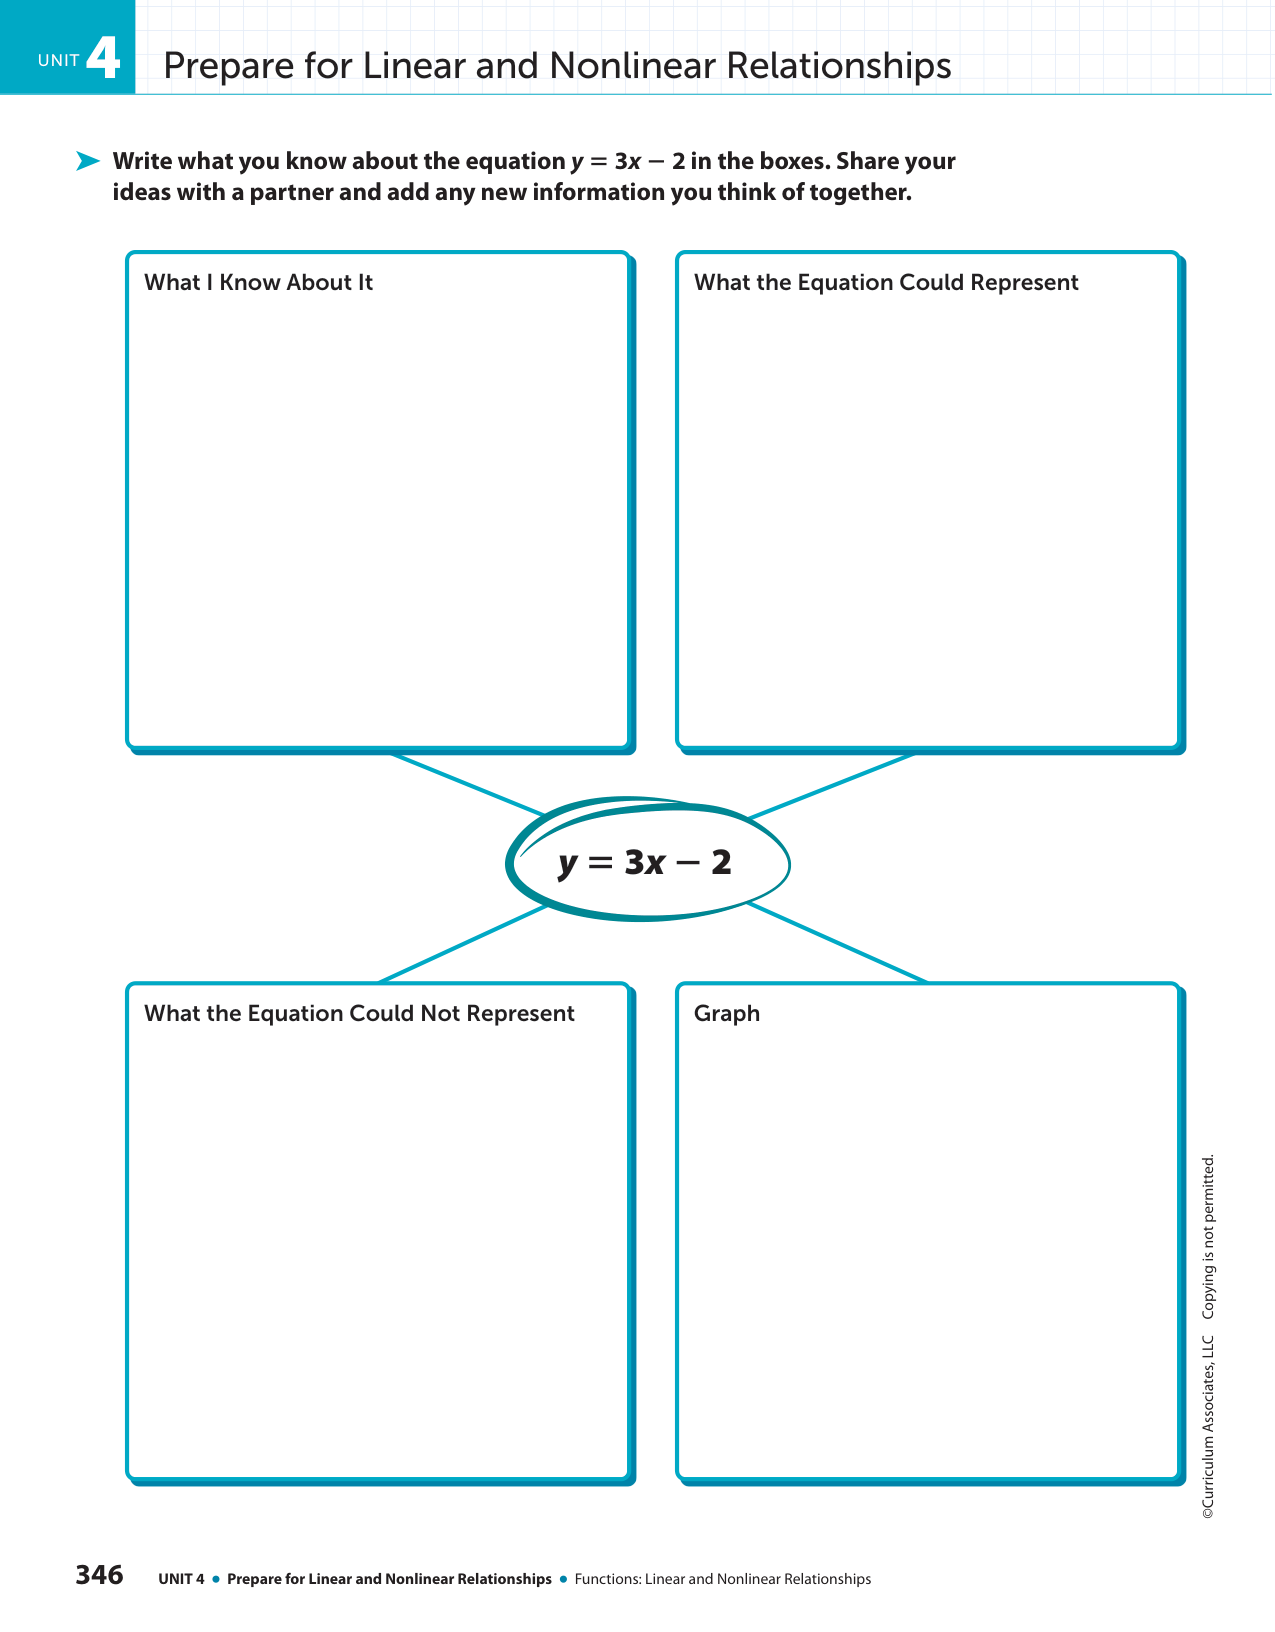 UNIT 4 Prepare for Linear and Nonlinear Relationships
Write what you know about the equation y = 3x − 2 in the boxes. Share your
ideas with a partner and add any new information you think of together.
What I Know About It
What the Equation Could Represent
y = 3x − 2
What the Equation Could Not Represent
Graph
©Curriculum Associates, LLC Copying is not permitted.
346 UNIT 4 • Prepare for Linear and Nonlinear Relationships • Functions: Linear and Nonlinear Relationships